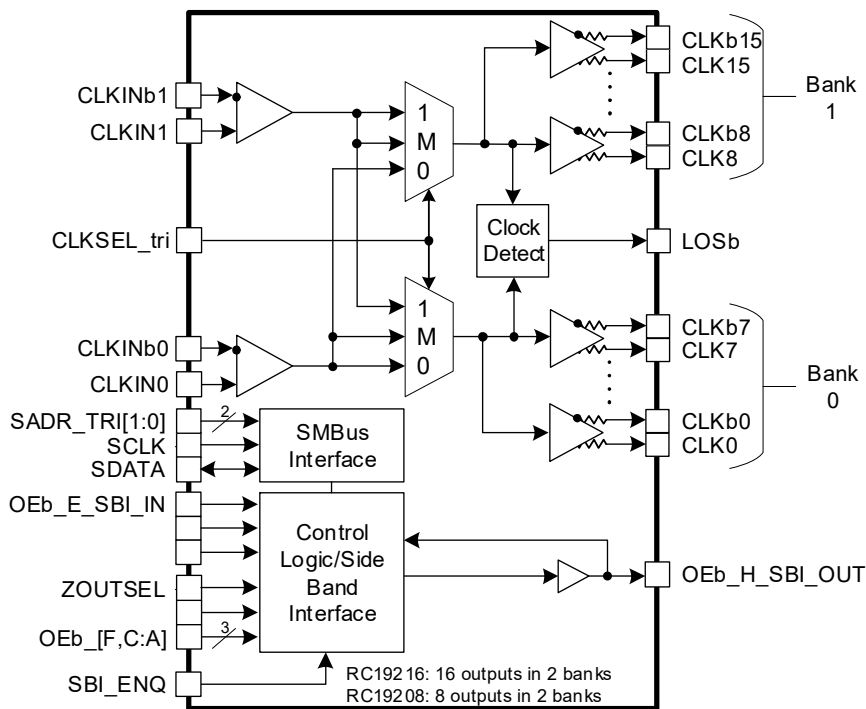 CLKINb1
CLKIN1
CLKSEL_tri
CLKINb0
CLKIN0
SADR_TRI[1:0]
2
SCLK
SDATA
OEb_E_SBI_IN
ZOUTSEL
OEb_[F,C:A]
3
SBI_ENQ
1
M
0
1
M
0
Clock
Detect
SMBus
Interface
Control
Logic/Side
Band
Interface
RC19216: 16 outputs in 2 banks
RC19208: 8 outputs in 2 banks
CLKb15
CLK15
CLKb8
CLK8
Bank
1
LOSb
CLKb7
CLK7
CLKb0
CLK0
Bank
0
OEb_H_SBI_OUT